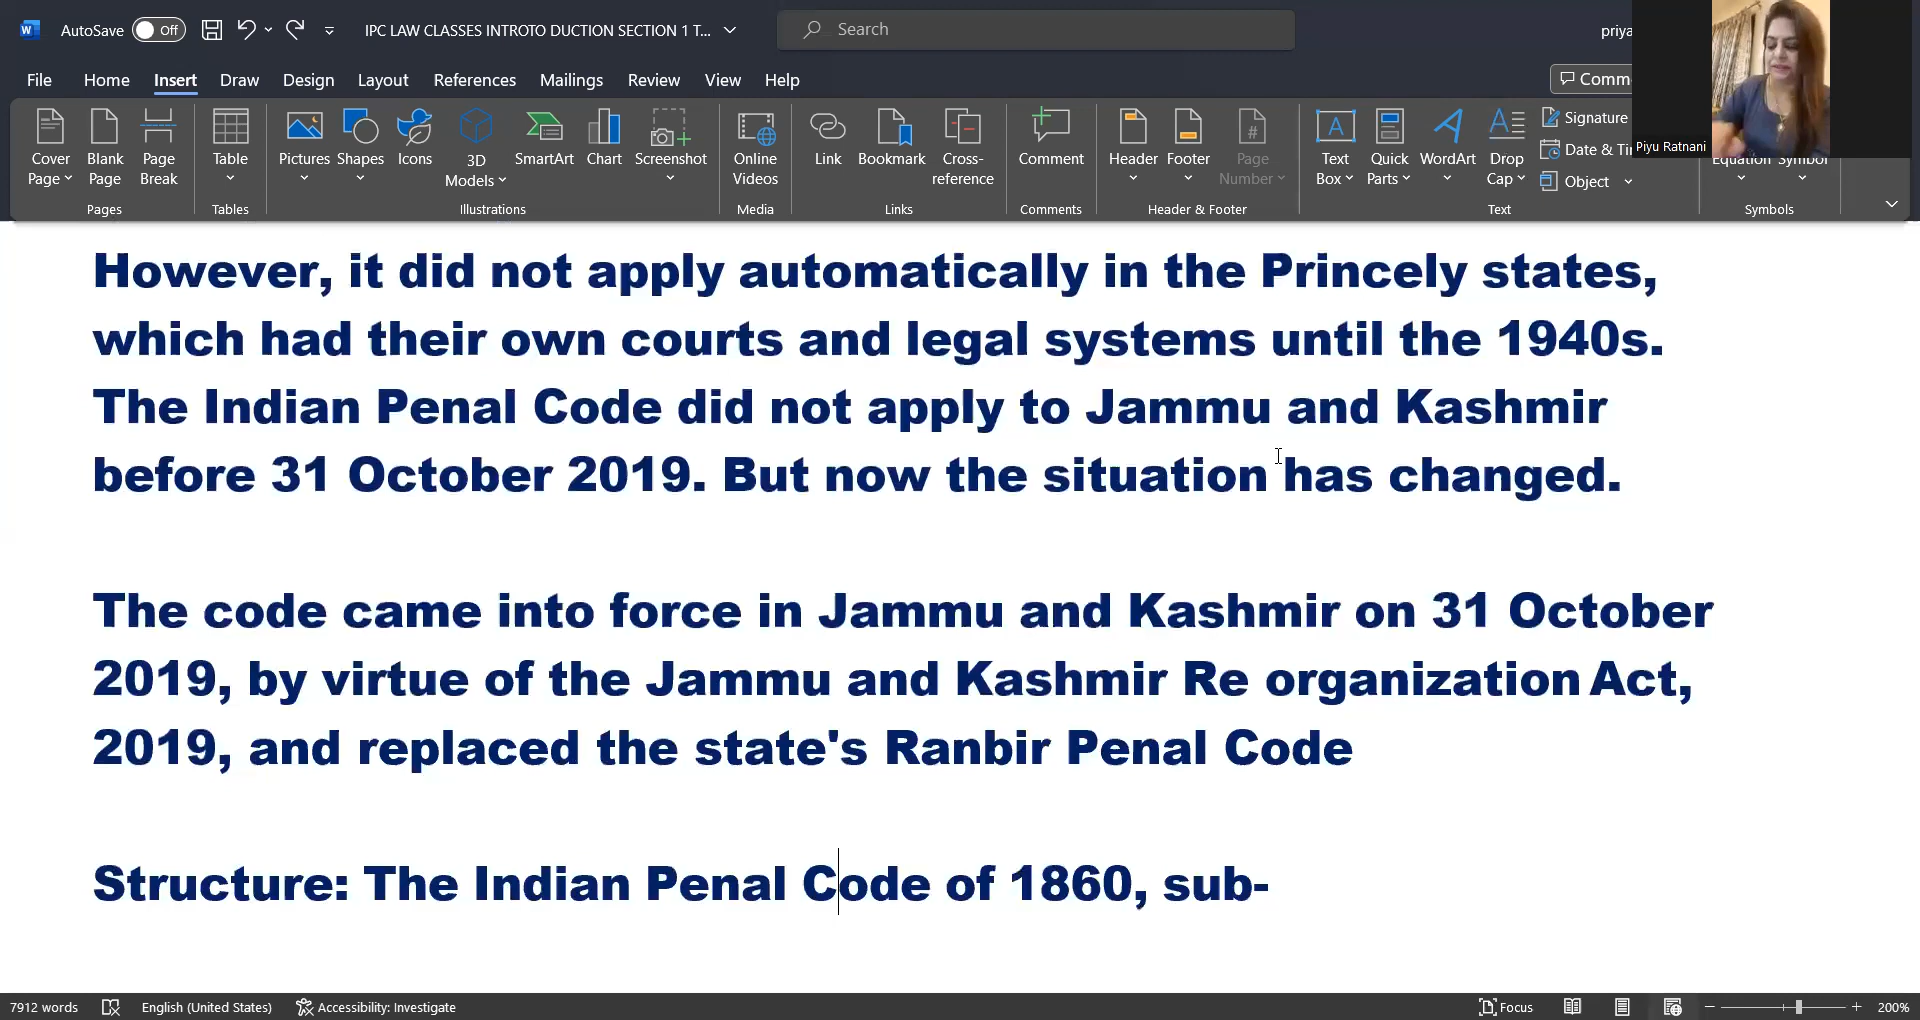 AutoSave Off IPC LAW CLASSES INTROTO DUCTION SECTION 1 T... Search priya
File Home Insert Draw Design Layout References Mailings Review View Help Comm
Cover Page Blank Page Page Break Table Pictures Shapes Icons 3D Models SmartArt Chart Screenshot Online Videos Link Bookmark Cross-reference Comment Header Footer Page Number Text Box Quick Parts WordArt Drop Cap Signature Date & Ti Object Equation Symbol
Piyu Ratnani
Pages Tables Illustrations Media Links Comments Header & Footer Text Symbols
However, it did not apply automatically in the Princely states,
which had their own courts and legal systems until the 1940s.
The Indian Penal Code did not apply to Jammu and Kashmir
before 31 October 2019. But now the situation has changed.
The code came into force in Jammu and Kashmir on 31 October
2019, by virtue of the Jammu and Kashmir Re organization Act,
2019, and replaced the state's Ranbir Penal Code
Structure: The Indian Penal Code of 1860, sub-
7912 words English (United States) Accessibility: Investigate Focus 200%